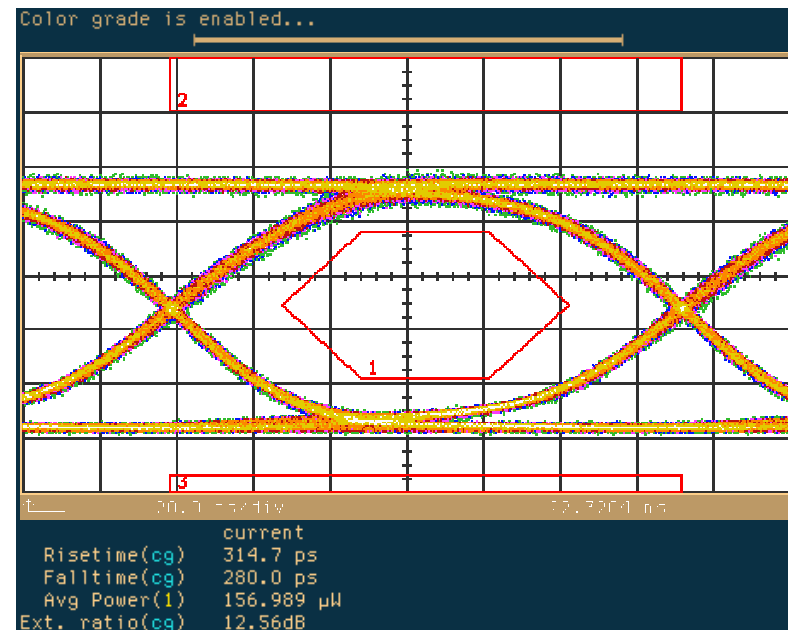 Color grade is enabled...
2
1
3
current
Risetime(cg) 314.7 ps
Falltime(cg) 280.0 ps
Avg Power(1) 156.989 µW
Ext. ratio(cg) 12.56dB